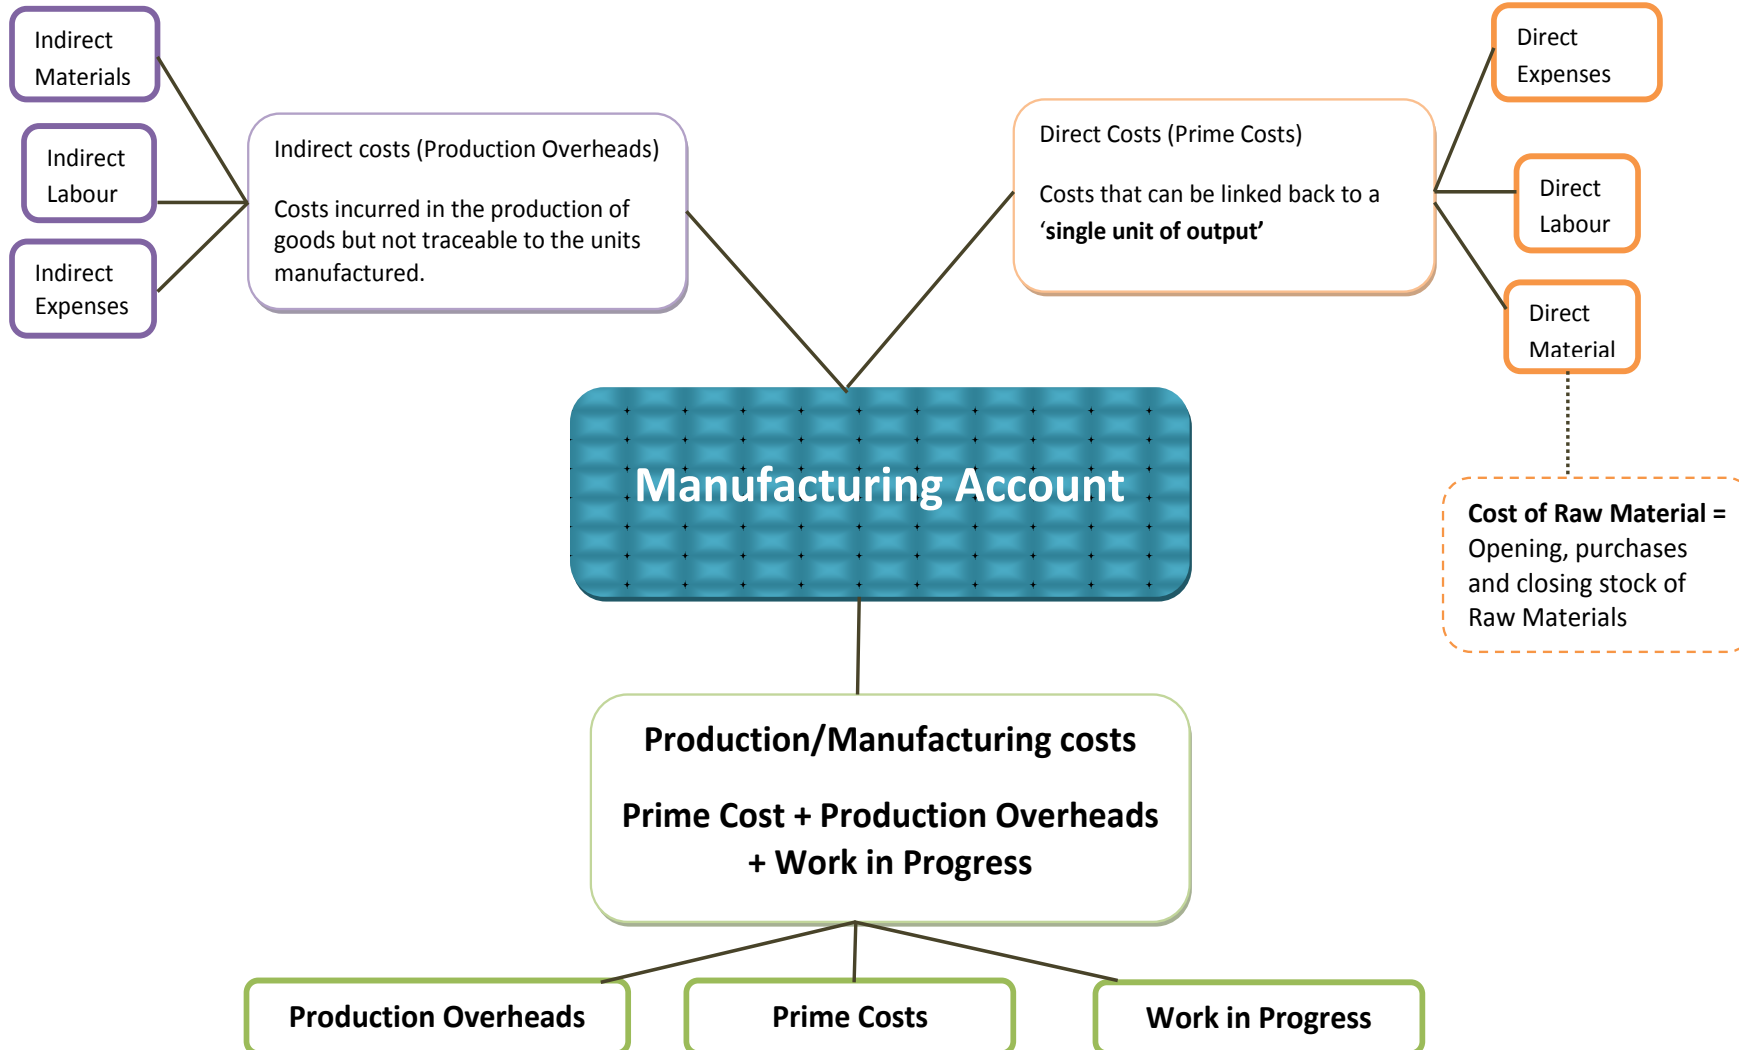 Indirect
Materials
Indirect
Labour
Indirect
Expenses
Indirect costs (Production Overheads)
Costs incurred in the production of
goods but not traceable to the units
manufactured.
Direct Costs (Prime Costs)
Costs that can be linked back to a
‘single unit of output’
Direct
Expenses
Direct
Labour
Direct
Material
Manufacturing Account
Cost of Raw Material =
Opening, purchases
and closing stock of
Raw Materials
Production/Manufacturing costs
Prime Cost + Production Overheads
+ Work in Progress
Production Overheads
Prime Costs
Work in Progress